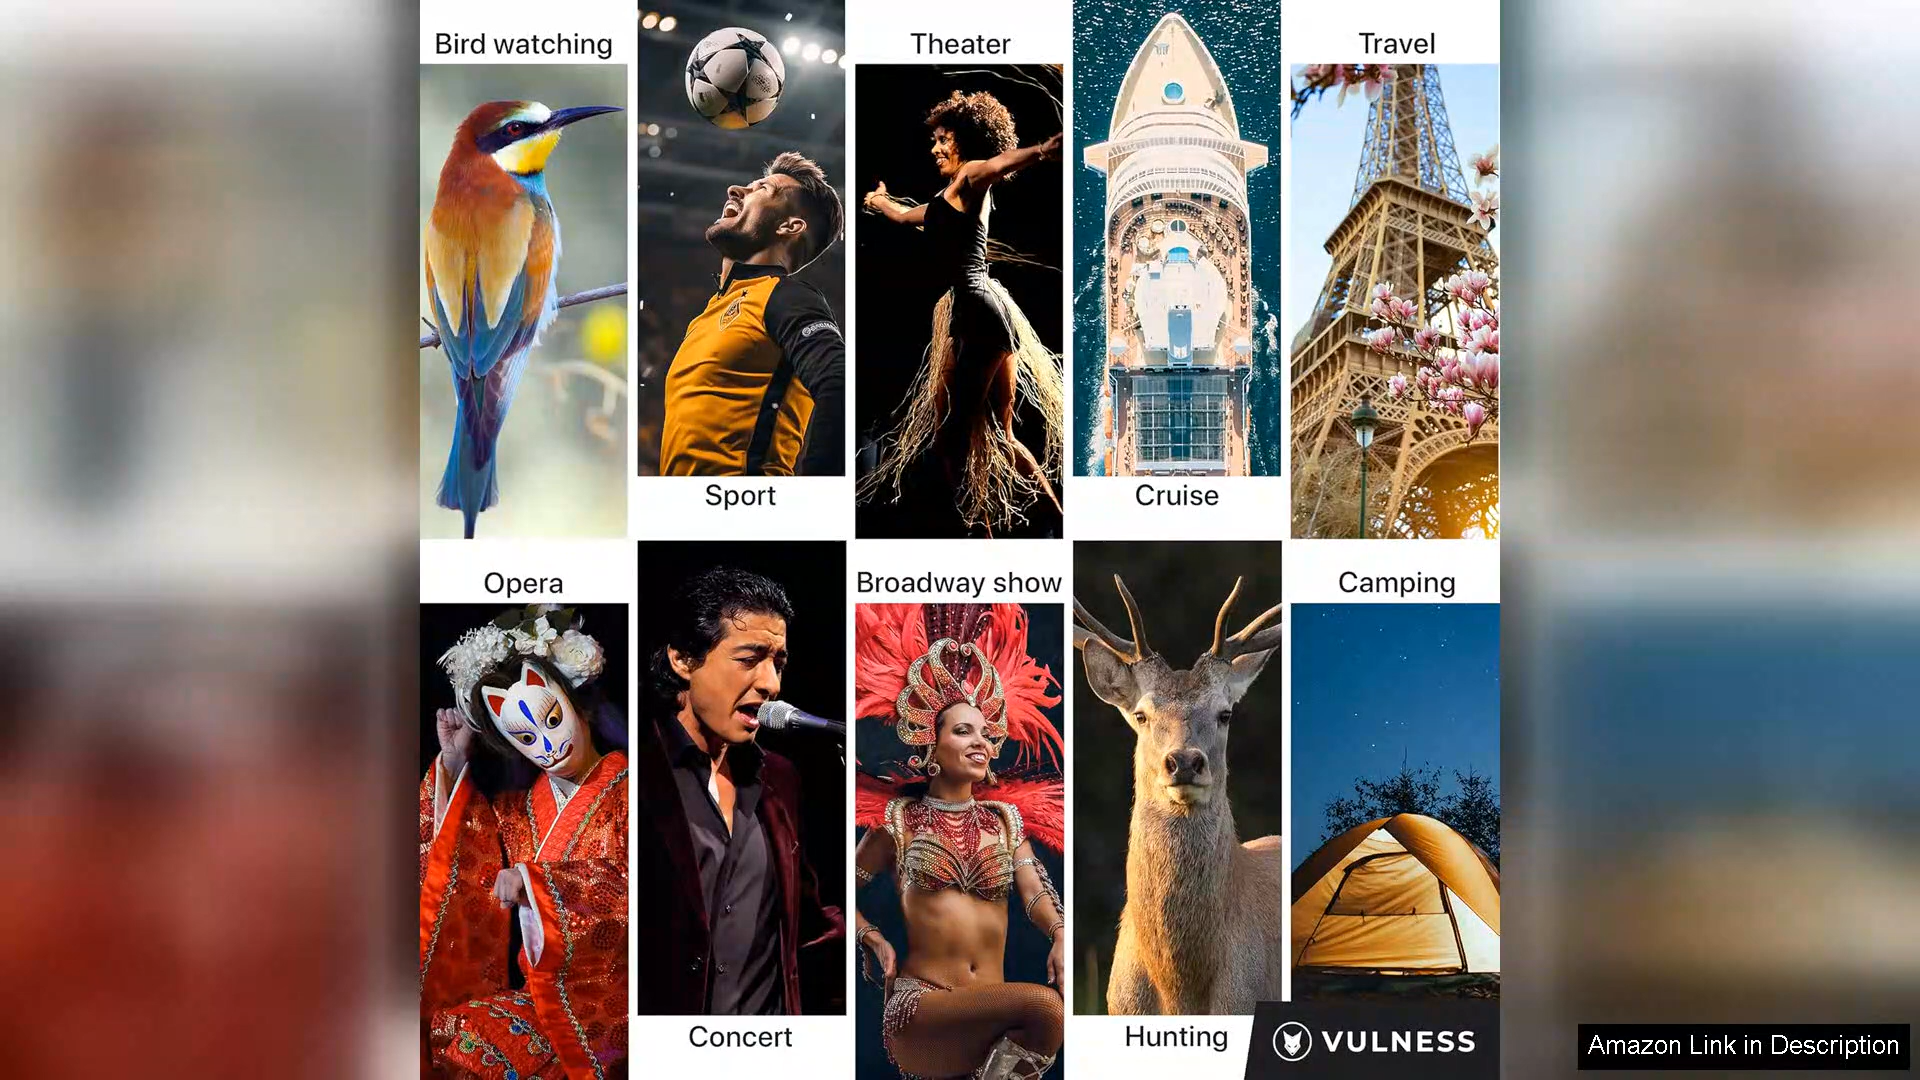 Bird watching
Theater
Travel
Sport
Cruise
Opera
Broadway show
Camping
Concert
Hunting
VULNESS
Amazon Link in Description